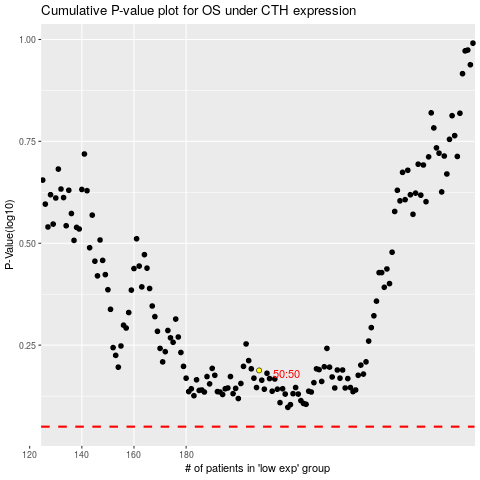 Cumulative P-value plot for OS under CTH expression
P-Value(log10)
1.00
0.75
0.50
0.25
50:50
120 140 180
# of patients in 'low exp' group